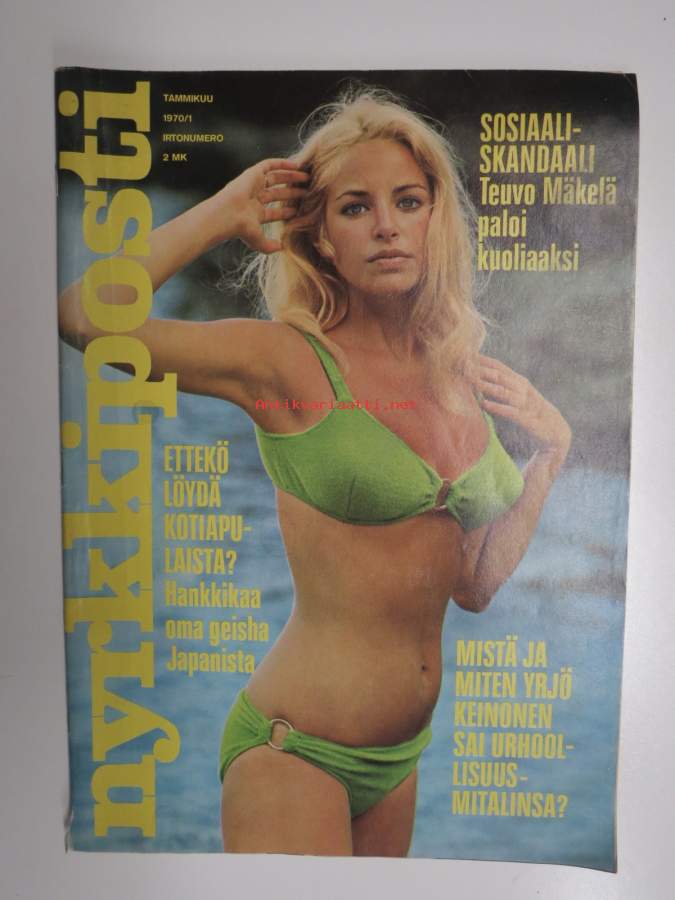 nyrkkiposti
TAMMIKUU
1970/1
IRTONUMERO
2 MK
SOSIAALI-
SKANDAALI
Teuvo Mäkelä
paloi
kuoliaaksi
Antikvariaatti.net
ETTEKÖ
LÖYDÄ
KOTIAPU-
LAISTA?
Hankkikaa
oma geisha
Japanista
MISTÄ JA
MITEN YRJÖ
KEINONEN
SAI URHOOL-
LISUUS-
MITALINSA?